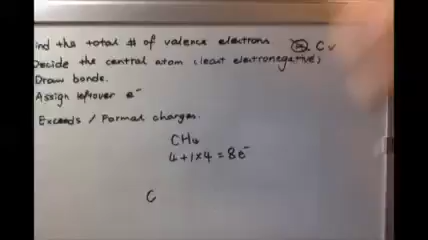 ind the total # of valence electrons C
Decide the central atom (least electronegative)
Draw bonds.
Assign leftover e⁻
Exceeds / Formal charges.
CH₄
4+1×4=8e⁻
C